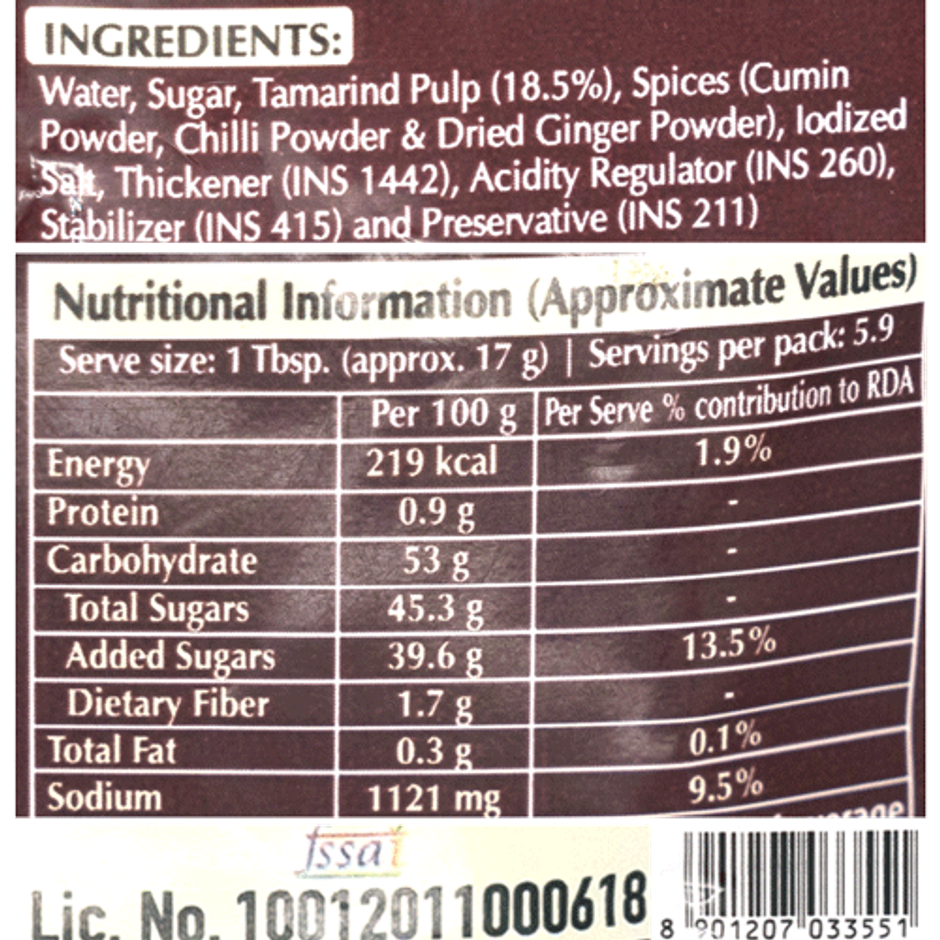 INGREDIENTS:
Water, Sugar, Tamarind Pulp (18.5%), Spices (Cumin
Powder, Chilli Powder & Dried Ginger Powder), Iodized
Salt, Thickener (INS 1442), Acidity Regulator (INS 260),
Stabilizer (INS 415) and Preservative (INS 211)
Nutritional Information (Approximate Values)
Serve size: 1 Tbsp. (approx. 17 g) | Servings per pack: 5.9
Per 100 g Per Serve % contribution to RDA
Energy 219 kcal 1.9%
Protein 0.9 g -
Carbohydrate 53 g -
Total Sugars 45.3 g -
Added Sugars 39.6 g 13.5%
Dietary Fiber 1.7 g -
Total Fat 0.3 g 0.1%
Sodium 1121 mg 9.5%
fssai
Lic. No. 10012011000618
8 901207 033551